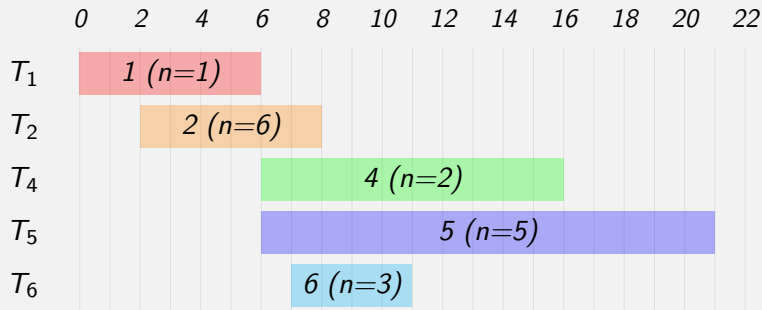 0 2 4 6 8 10 12 14 16 18 20 22
T₁ 1 (n=1)
T₂ 2 (n=6)
T₄ 4 (n=2)
T₅ 5 (n=5)
T₆ 6 (n=3)